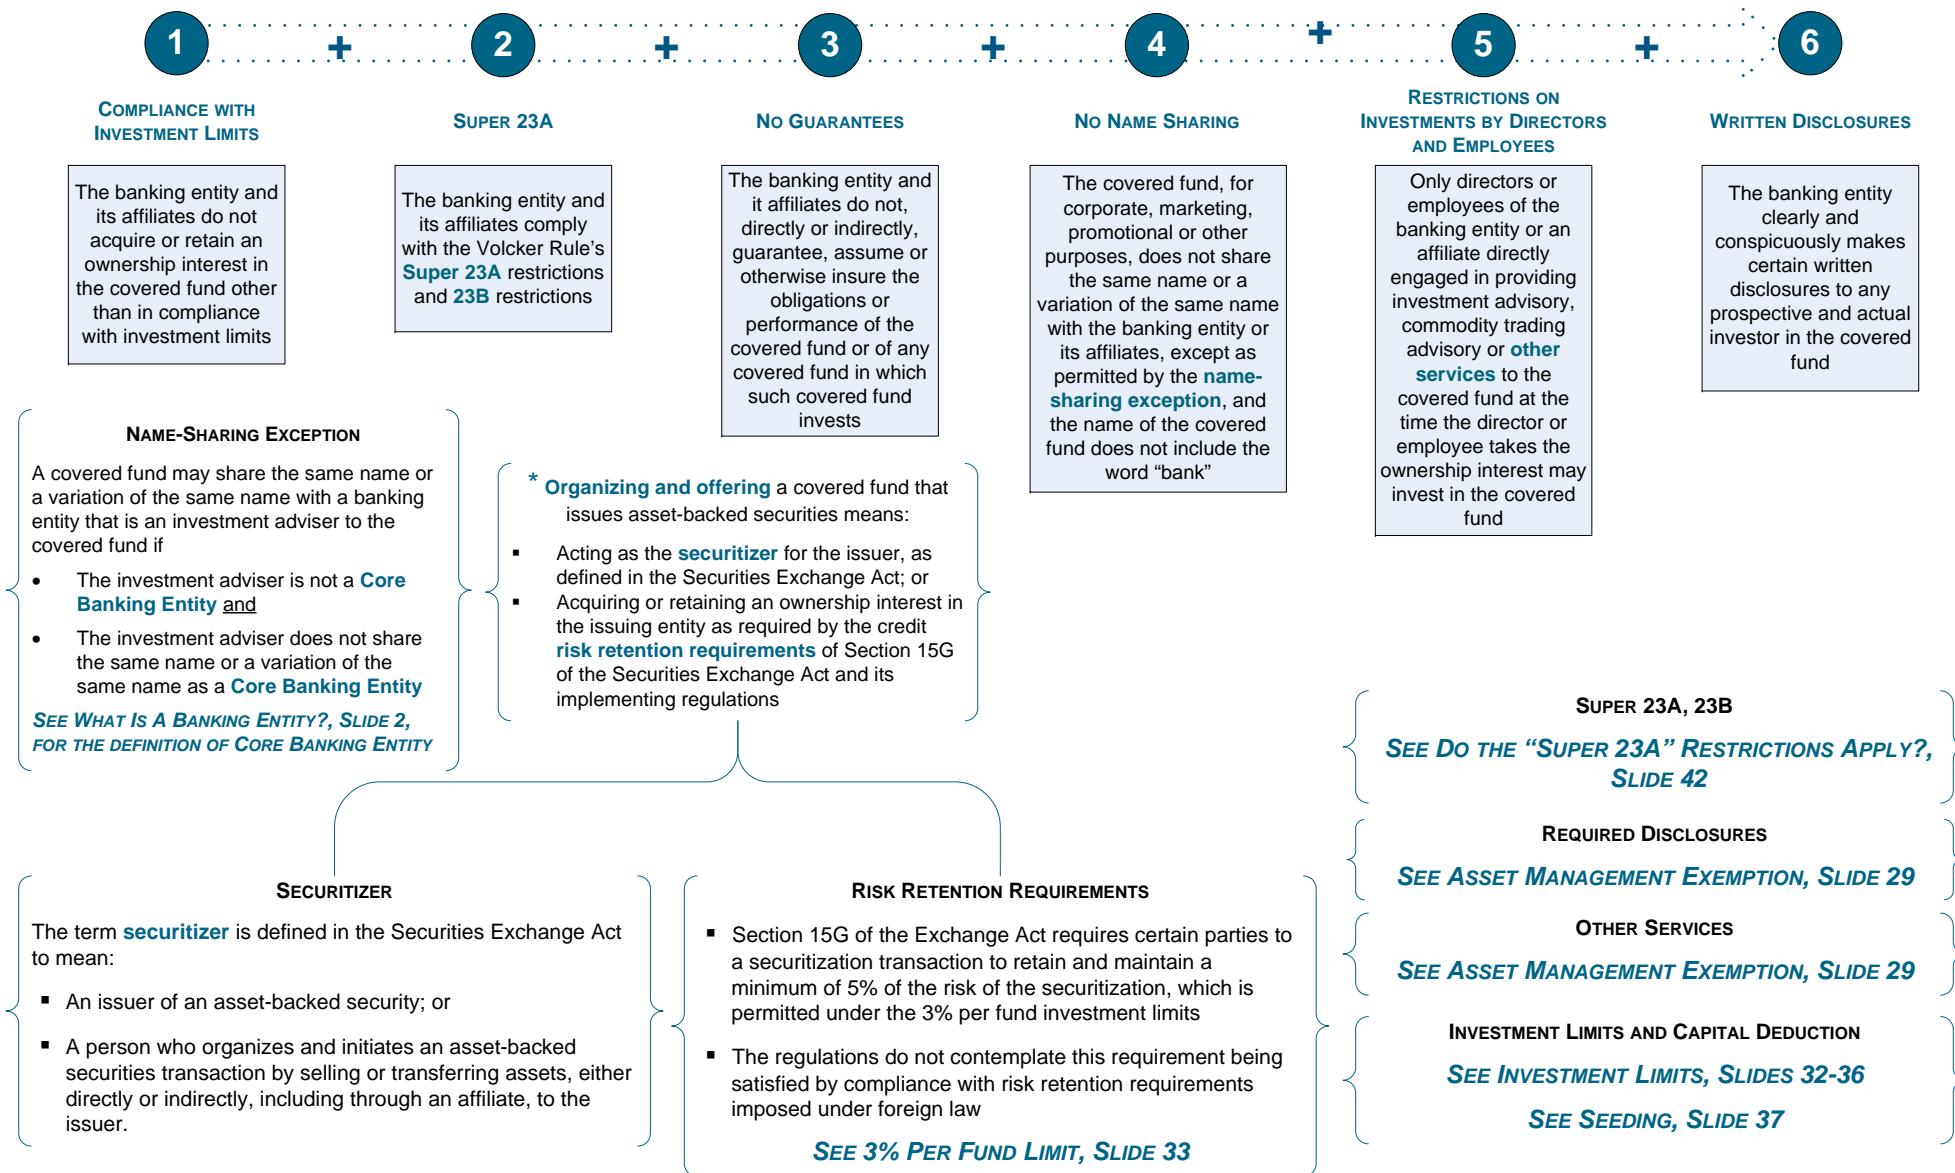 1 + 2 + 3 + 4 + 5 + 6
COMPLIANCE WITH
INVESTMENT LIMITS
The banking entity and
its affiliates do not
acquire or retain an
ownership interest in
the covered fund other
than in compliance
with investment limits
SUPER 23A
The banking entity and
its affiliates comply
with the Volcker Rule’s
Super 23A restrictions
and 23B restrictions
NO GUARANTEES
The banking entity and
it affiliates do not,
directly or indirectly,
guarantee, assume or
otherwise insure the
obligations or
performance of the
covered fund or of any
covered fund in which
such covered fund
invests
NO NAME SHARING
The covered fund, for
corporate, marketing,
promotional or other
purposes, does not share
the same name or a
variation of the same name
with the banking entity or
its affiliates, except as
permitted by the name-
sharing exception, and
the name of the covered
fund does not include the
word “bank”
RESTRICTIONS ON
INVESTMENTS BY DIRECTORS
AND EMPLOYEES
Only directors or
employees of the
banking entity or an
affiliate directly
engaged in providing
investment advisory,
commodity trading
advisory or other
services to the
covered fund at the
time the director or
employee takes the
ownership interest may
invest in the covered
fund
WRITTEN DISCLOSURES
The banking entity
clearly and
conspicuously makes
certain written
disclosures to any
prospective and actual
investor in the covered
fund
NAME-SHARING EXCEPTION
A covered fund may share the same name or
a variation of the same name with a banking
entity that is an investment adviser to the
covered fund if
• The investment adviser is not a Core
Banking Entity and
• The investment adviser does not share
the same name or a variation of the
same name as a Core Banking Entity
SEE WHAT IS A BANKING ENTITY?, SLIDE 2,
FOR THE DEFINITION OF CORE BANKING ENTITY
* Organizing and offering a covered fund that
issues asset-backed securities means:
▪ Acting as the securitizer for the issuer, as
defined in the Securities Exchange Act; or
▪ Acquiring or retaining an ownership interest in
the issuing entity as required by the credit
risk retention requirements of Section 15G
of the Securities Exchange Act and its
implementing regulations
SECURITIZER
The term securitizer is defined in the Securities Exchange Act
to mean:
▪ An issuer of an asset-backed security; or
▪ A person who organizes and initiates an asset-backed
securities transaction by selling or transferring assets, either
directly or indirectly, including through an affiliate, to the
issuer.
RISK RETENTION REQUIREMENTS
▪ Section 15G of the Exchange Act requires certain parties to
a securitization transaction to retain and maintain a
minimum of 5% of the risk of the securitization, which is
permitted under the 3% per fund investment limits
▪ The regulations do not contemplate this requirement being
satisfied by compliance with risk retention requirements
imposed under foreign law
SEE 3% PER FUND LIMIT, SLIDE 33
SUPER 23A, 23B
SEE DO THE “SUPER 23A” RESTRICTIONS APPLY?,
SLIDE 42
REQUIRED DISCLOSURES
SEE ASSET MANAGEMENT EXEMPTION, SLIDE 29
OTHER SERVICES
SEE ASSET MANAGEMENT EXEMPTION, SLIDE 29
INVESTMENT LIMITS AND CAPITAL DEDUCTION
SEE INVESTMENT LIMITS, SLIDES 32-36
SEE SEEDING, SLIDE 37